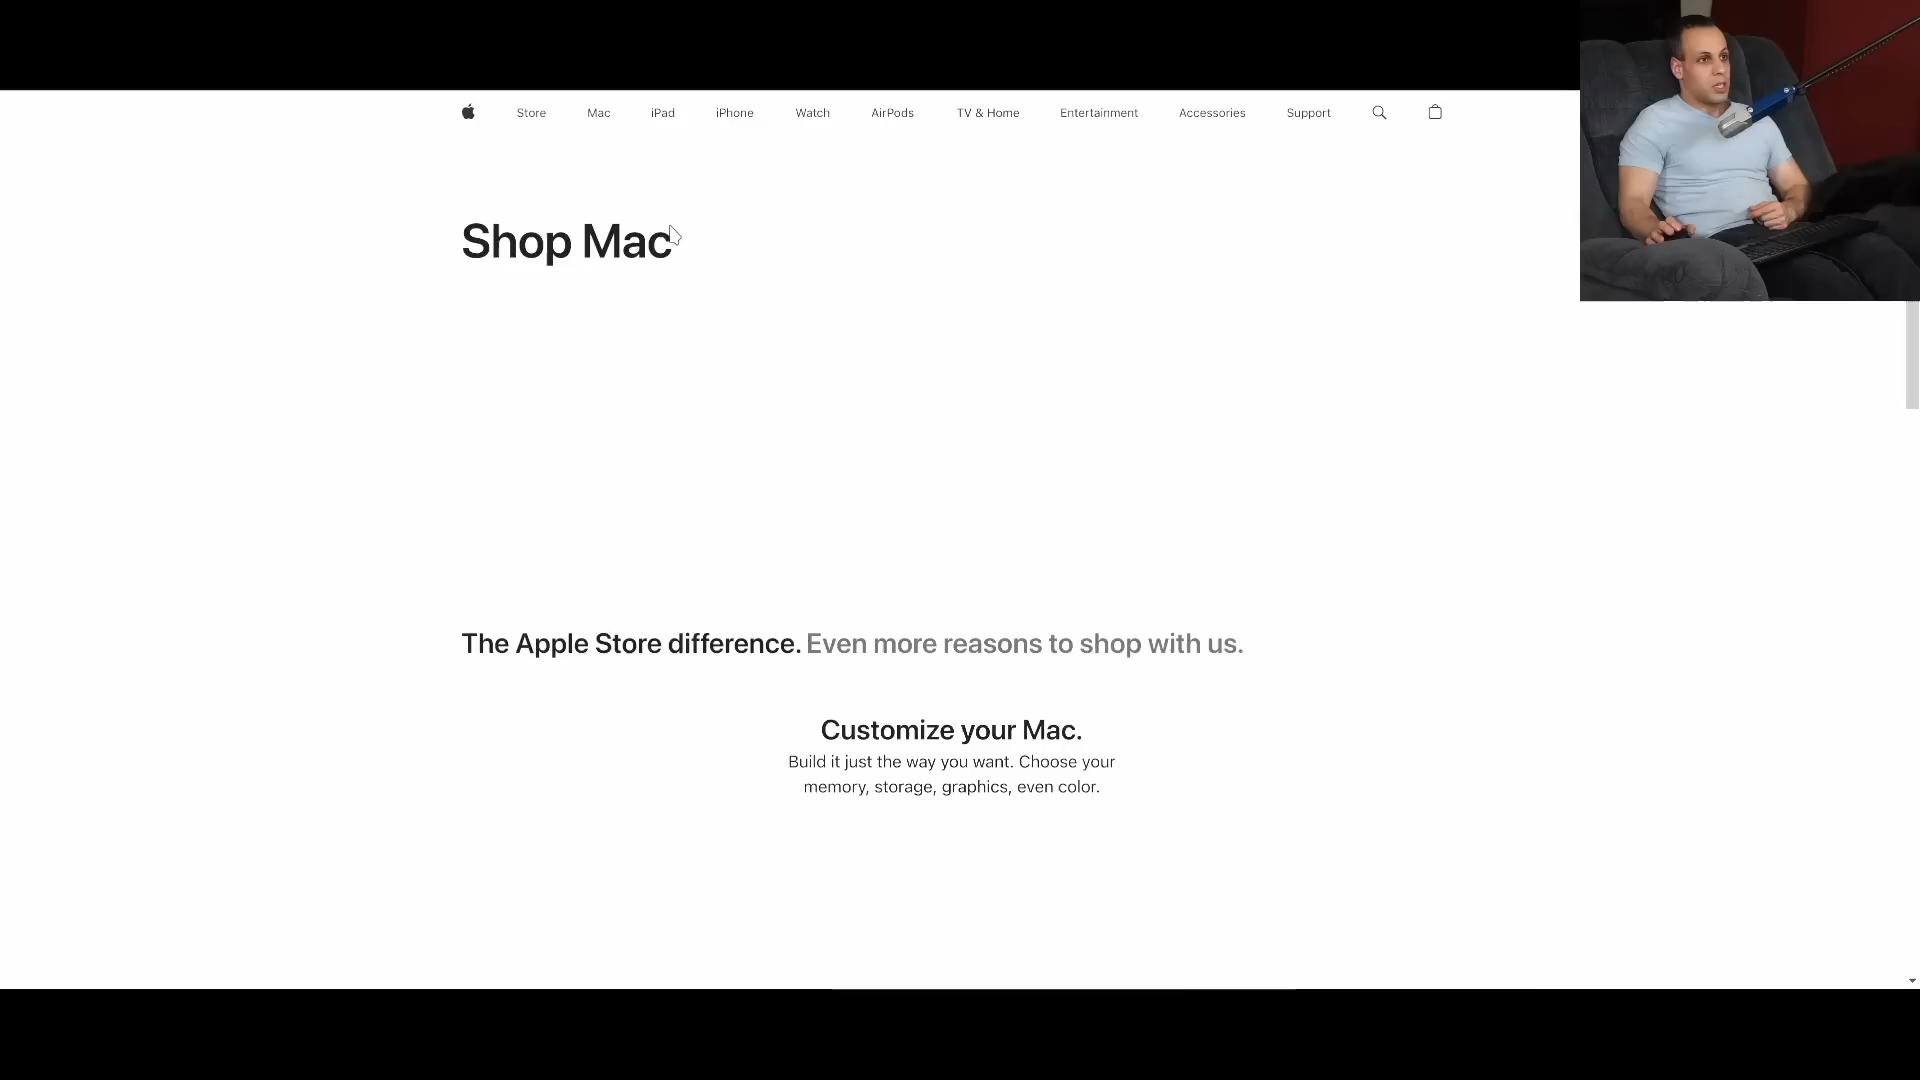 Store Mac iPad iPhone Watch AirPods TV & Home Entertainment Accessories Support
Shop Mac
The Apple Store difference. Even more reasons to shop with us.
Customize your Mac.
Build it just the way you want. Choose your
memory, storage, graphics, even color.